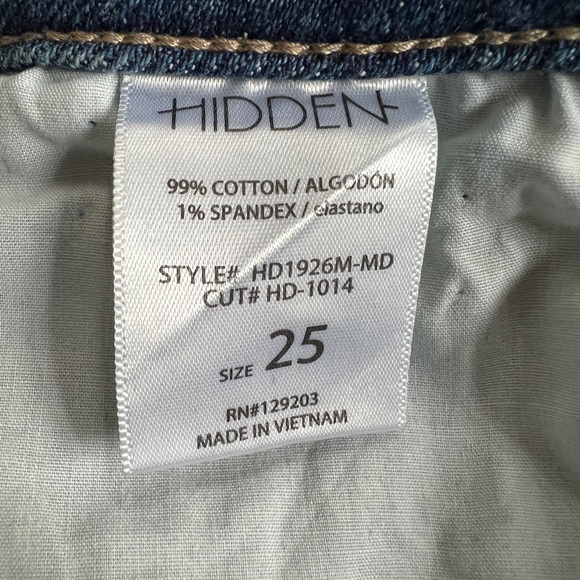 HIDDEN
99% COTTON / ALGODÓN
1% SPANDEX / elastano
STYLE# HD1926M-MD
CUT# HD-1014
SIZE 25
RN#129203
MADE IN VIETNAM